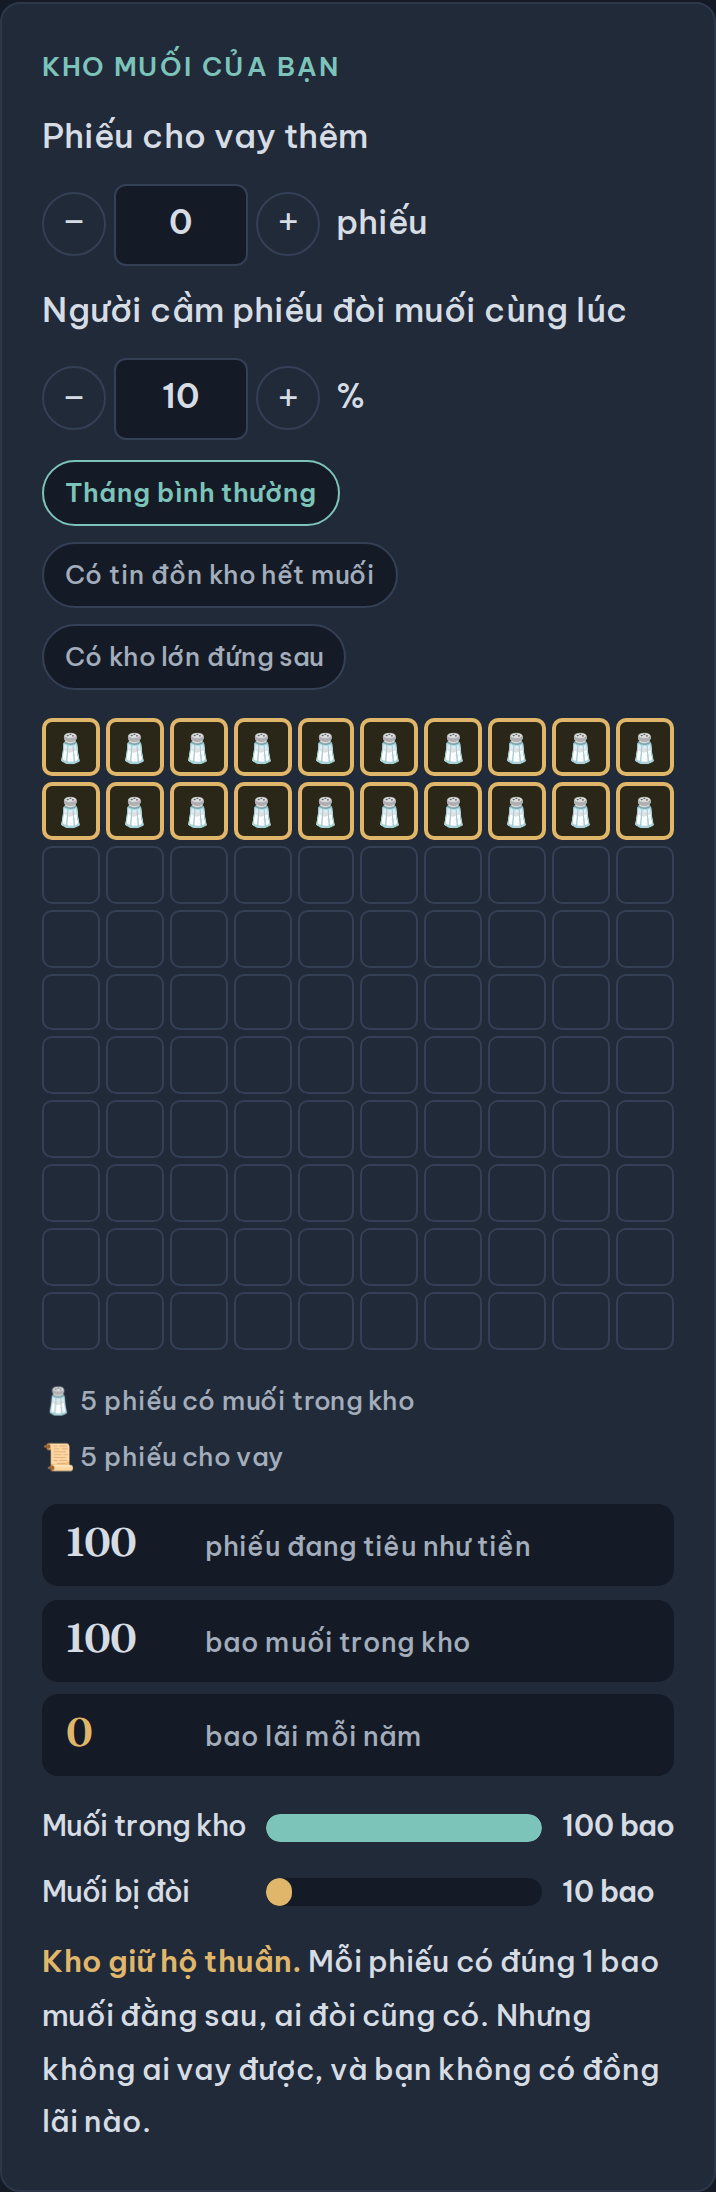 KHO MUỐI CỦA BẠN
Phiếu cho vay thêm
− 0 + phiếu
Người cầm phiếu đòi muối cùng lúc
− 10 + %
Tháng bình thường
Có tin đồn kho hết muối
Có kho lớn đứng sau
5 phiếu có muối trong kho
5 phiếu cho vay
100 phiếu đang tiêu như tiền
100 bao muối trong kho
0 bao lãi mỗi năm
Muối trong kho 100 bao
Muối bị đòi 10 bao
Kho giữ hộ thuần. Mỗi phiếu có đúng 1 bao
muối đằng sau, ai đòi cũng có. Nhưng
không ai vay được, và bạn không có đồng
lãi nào.